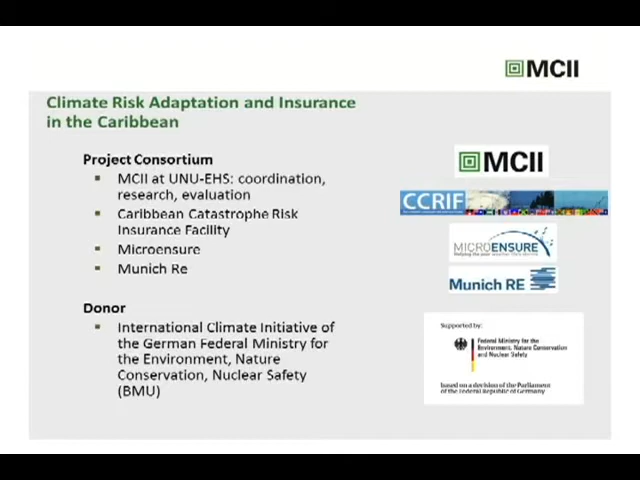 MCII
Climate Risk Adaptation and Insurance
in the Caribbean
Project Consortium
MCII at UNU-EHS: coordination,
research, evaluation
Caribbean Catastrophe Risk
Insurance Facility
Microensure
Munich Re
Donor
International Climate Initiative of
the German Federal Ministry for
the Environment, Nature
Conservation, Nuclear Safety
(BMU)
MCII
CCRIF
MICROENSURE
Munich RE
Supported by:
Federal Ministry for the
Environment, Nature Conservation
and Nuclear Safety
based on a decision of the Parliament
of the Federal Republic of Germany